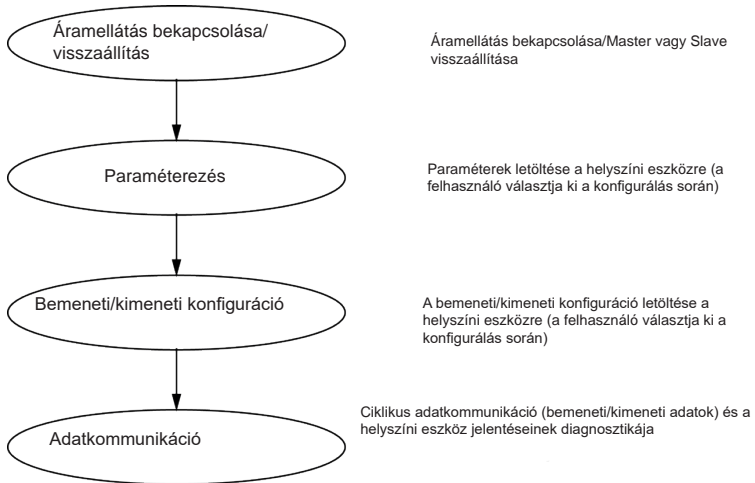 Áramellátás bekapcsolása/
visszaállítás
Áramellátás bekapcsolása/Master vagy Slave
visszaállítása
Paraméterezés
Paraméterek letöltése a helyszíni eszközre (a
felhasználó választja ki a konfigurálás során)
Bemeneti/kimeneti konfiguráció
A bemeneti/kimeneti konfiguráció letöltése a
helyszíni eszközre (a felhasználó választja ki a
konfigurálás során)
Adatkommunikáció
Ciklikus adatkommunikáció (bemeneti/kimeneti adatok) és a
helyszíni eszköz jelentéseinek diagnosztikája